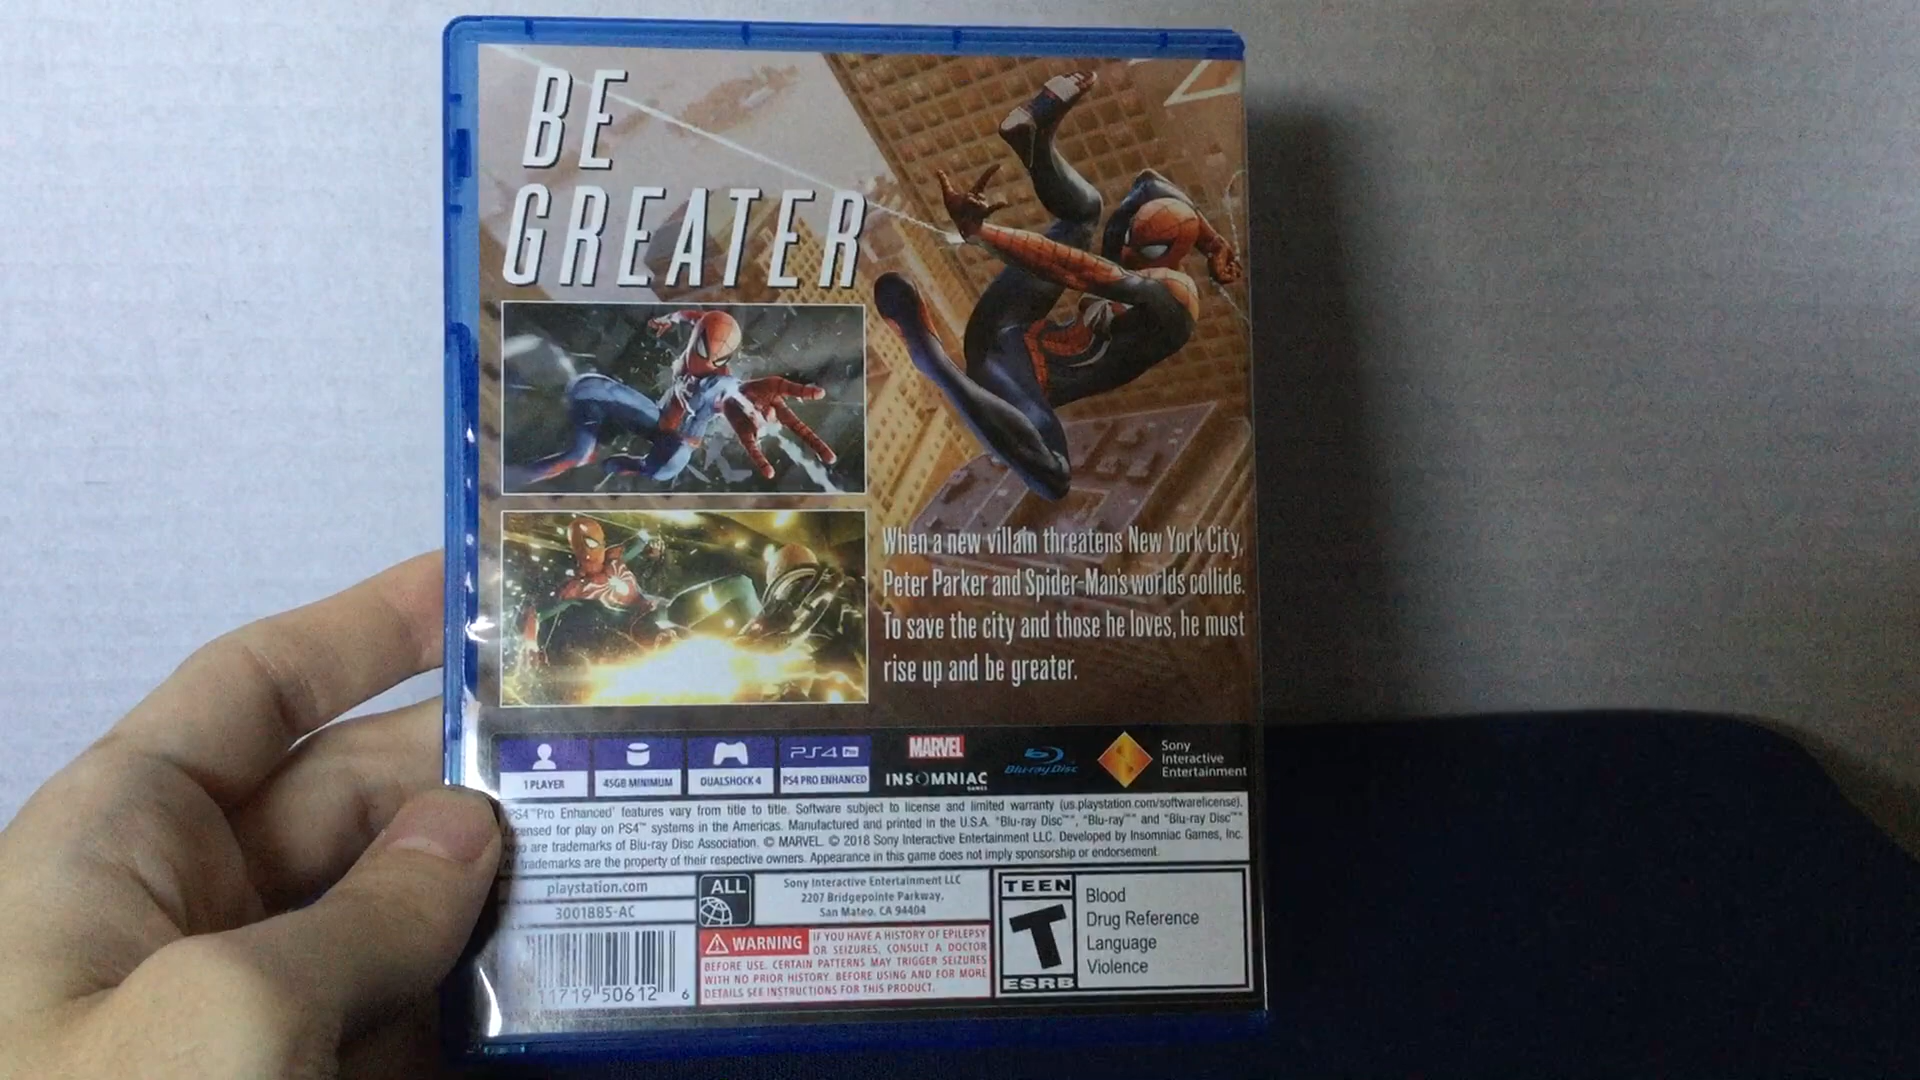 BE
GREATER
When a new villain threatens New York City,
Peter Parker and Spider-Man's worlds collide.
To save the city and those he loves, he must
rise up and be greater.
1 PLAYER
45GB MINIMUM
DUALSHOCK 4
PS4 Pro
PS4 PRO ENHANCED
MARVEL
INSOMNIAC
GAMES
Blu-ray Disc
Sony
Interactive
Entertainment
'PS4™ Pro Enhanced' features vary from title to title. Software subject to license and limited warranty (us.playstation.com/softwarelicense).
Licensed for play on PS4™ systems in the Americas. Manufactured and printed in the U.S.A. "Blu-ray Disc™", "Blu-ray™" and "Blu-ray Disc™"
logo are trademarks of Blu-ray Disc Association. © MARVEL. © 2018 Sony Interactive Entertainment LLC. Developed by Insomniac Games, Inc.
All trademarks are the property of their respective owners. Appearance in this game does not imply sponsorship or endorsement.
playstation.com
3001885-AC
11719 50612 6
ALL
Sony Interactive Entertainment LLC
2207 Bridgepointe Parkway,
San Mateo, CA 94404
WARNING IF YOU HAVE A HISTORY OF EPILEPSY
OR SEIZURES, CONSULT A DOCTOR
BEFORE USE. CERTAIN PATTERNS MAY TRIGGER SEIZURES
WITH NO PRIOR HISTORY. BEFORE USING AND FOR MORE
DETAILS SEE INSTRUCTIONS FOR THIS PRODUCT.
TEEN
T
ESRB
Blood
Drug Reference
Language
Violence